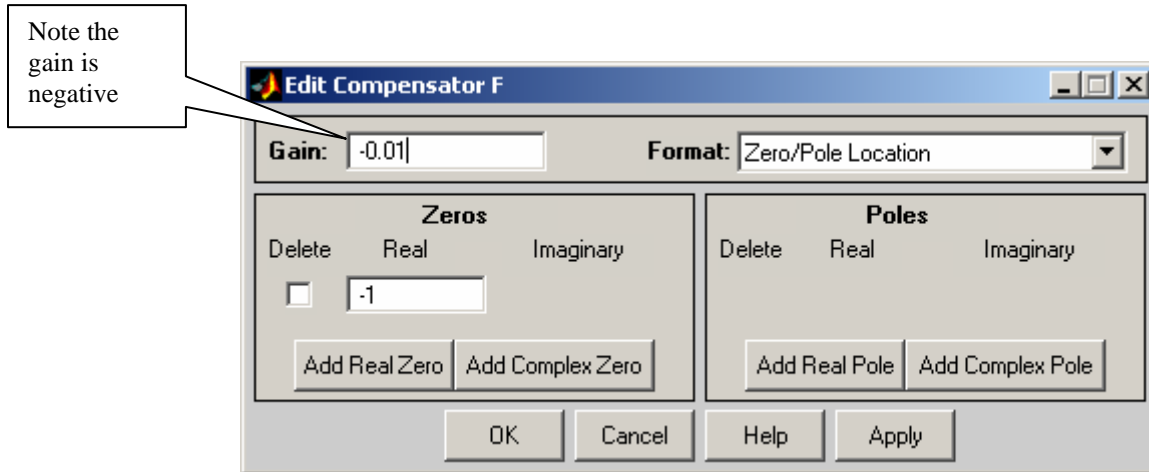 Note the
gain is
negative
Edit Compensator F
Gain: -0.01 Format: Zero/Pole Location
Zeros
Delete Real Imaginary
-1
Add Real Zero Add Complex Zero
Poles
Delete Real Imaginary
Add Real Pole Add Complex Pole
OK Cancel Help Apply